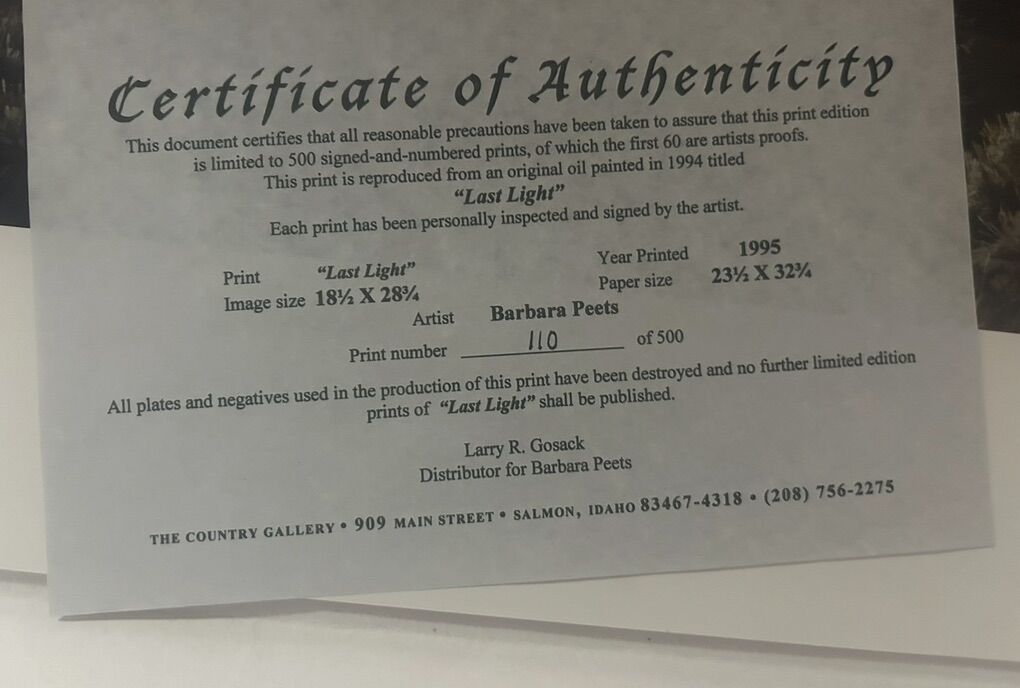 Certificate of Authenticity
This document certifies that all reasonable precautions have been taken to assure that this print edition
is limited to 500 signed-and-numbered prints, of which the first 60 are artists proofs.
This print is reproduced from an original oil painted in 1994 titled
“Last Light”
Each print has been personally inspected and signed by the artist.
Print “Last Light” Year Printed 1995
Image size 18½ X 28¾ Paper size 23½ X 32¾
Artist Barbara Peets
Print number 110 of 500
All plates and negatives used in the production of this print have been destroyed and no further limited edition
prints of “Last Light” shall be published.
Larry R. Gosack
Distributor for Barbara Peets
THE COUNTRY GALLERY • 909 MAIN STREET • SALMON, IDAHO 83467-4318 • (208) 756-2275